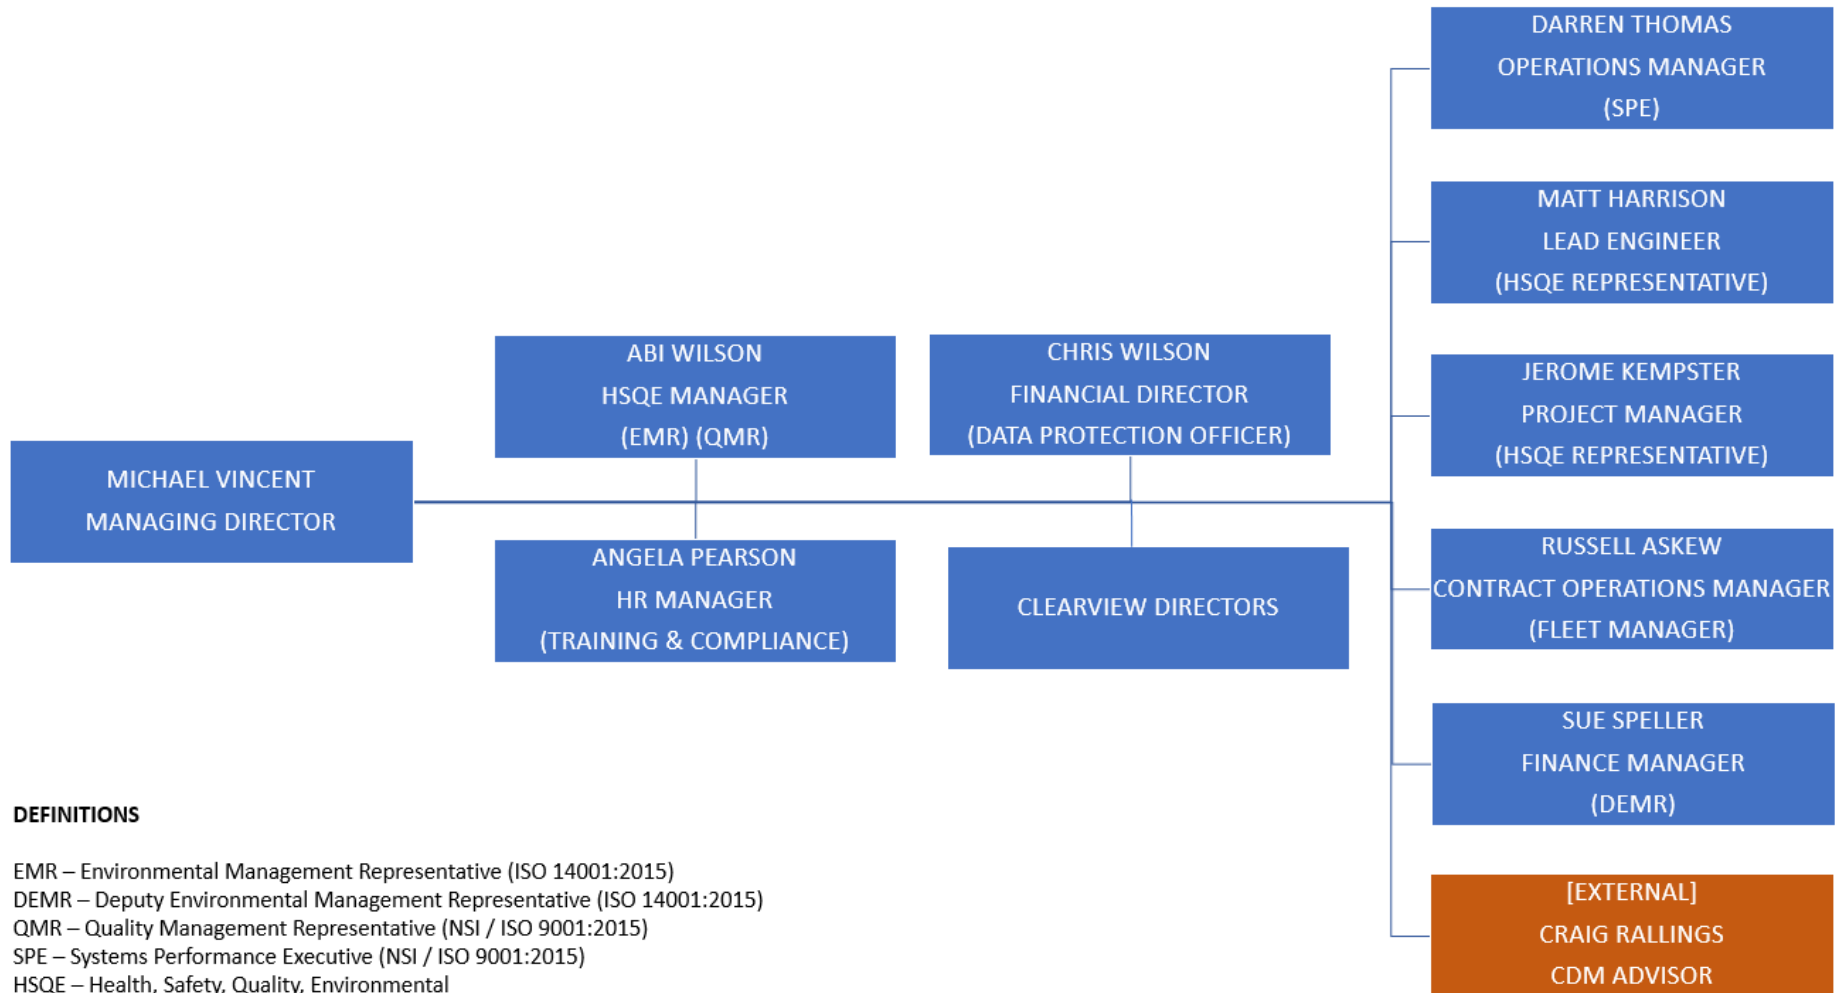 MICHAEL VINCENT
MANAGING DIRECTOR
ABI WILSON
HSQE MANAGER
(EMR) (QMR)
ANGELA PEARSON
HR MANAGER
(TRAINING & COMPLIANCE)
CHRIS WILSON
FINANCIAL DIRECTOR
(DATA PROTECTION OFFICER)
CLEARVIEW DIRECTORS
DARREN THOMAS
OPERATIONS MANAGER
(SPE)
MATT HARRISON
LEAD ENGINEER
(HSQE REPRESENTATIVE)
JEROME KEMPSTER
PROJECT MANAGER
(HSQE REPRESENTATIVE)
RUSSELL ASKEW
CONTRACT OPERATIONS MANAGER
(FLEET MANAGER)
SUE SPELLER
FINANCE MANAGER
(DEMR)
[EXTERNAL]
CRAIG RALLINGS
CDM ADVISOR
DEFINITIONS
EMR – Environmental Management Representative (ISO 14001:2015)
DEMR – Deputy Environmental Management Representative (ISO 14001:2015)
QMR – Quality Management Representative (NSI / ISO 9001:2015)
SPE – Systems Performance Executive (NSI / ISO 9001:2015)
HSQE – Health, Safety, Quality, Environmental